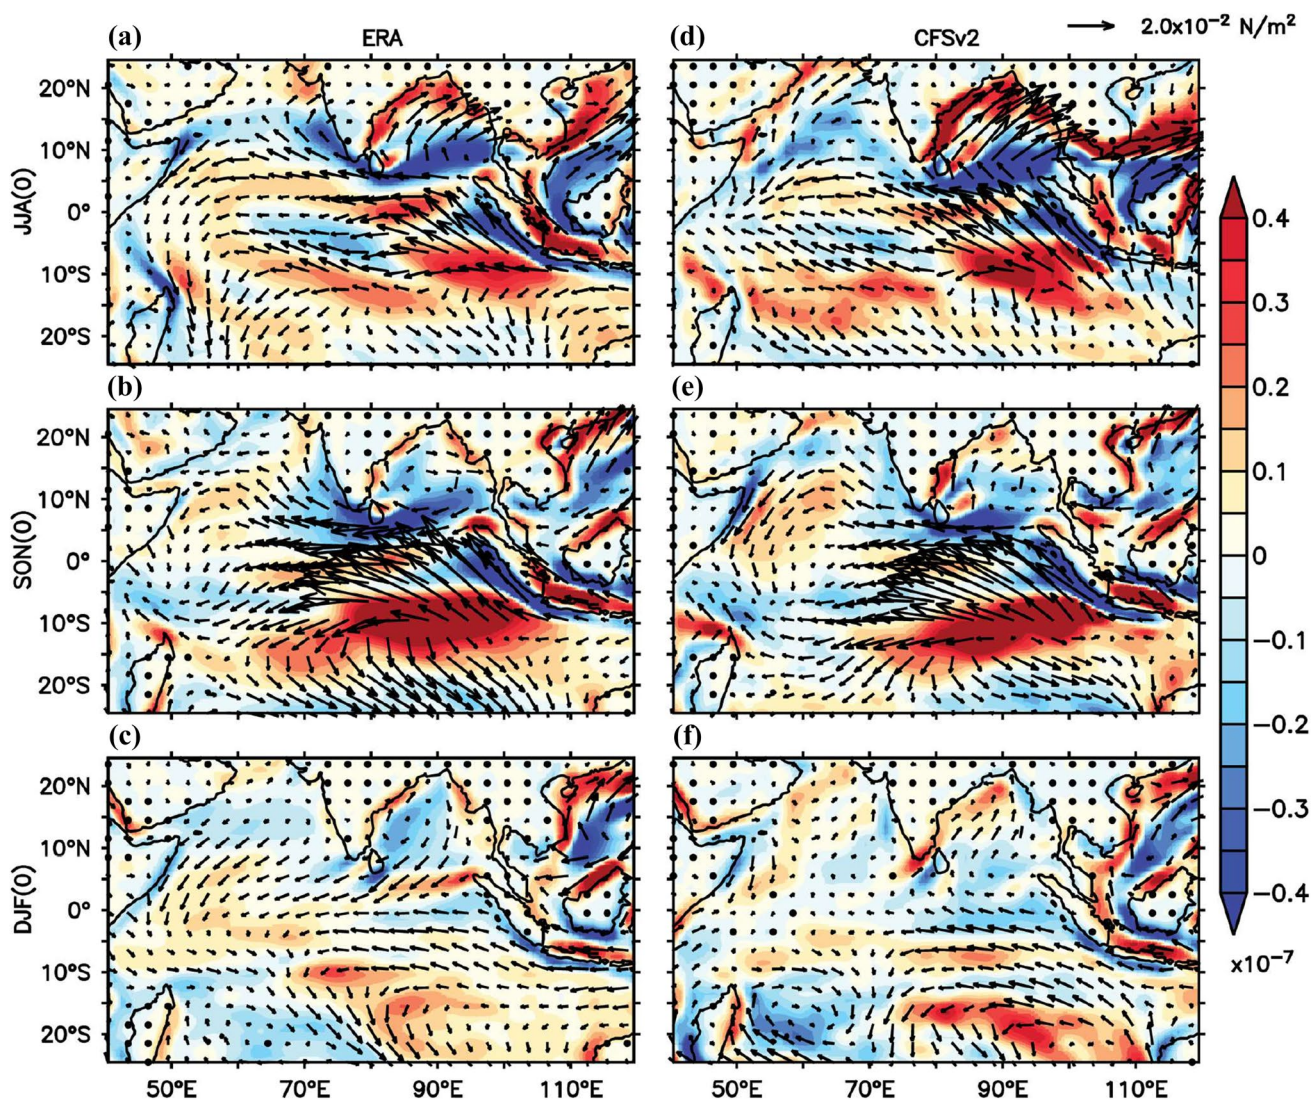 (a) ERA (d) CFSv2 2.0x10⁻² N/m²
20°N
10°N
0°
10°S
20°S
JJA(0)
(b) (e)
20°N
10°N
0°
10°S
20°S
SON(0)
(c) (f)
20°N
10°N
0°
10°S
20°S
DJF(0)
50°E 70°E 90°E 110°E 50°E 70°E 90°E 110°E
0.4
0.3
0.2
0.1
0
−0.1
−0.2
−0.3
−0.4
x10⁻⁷